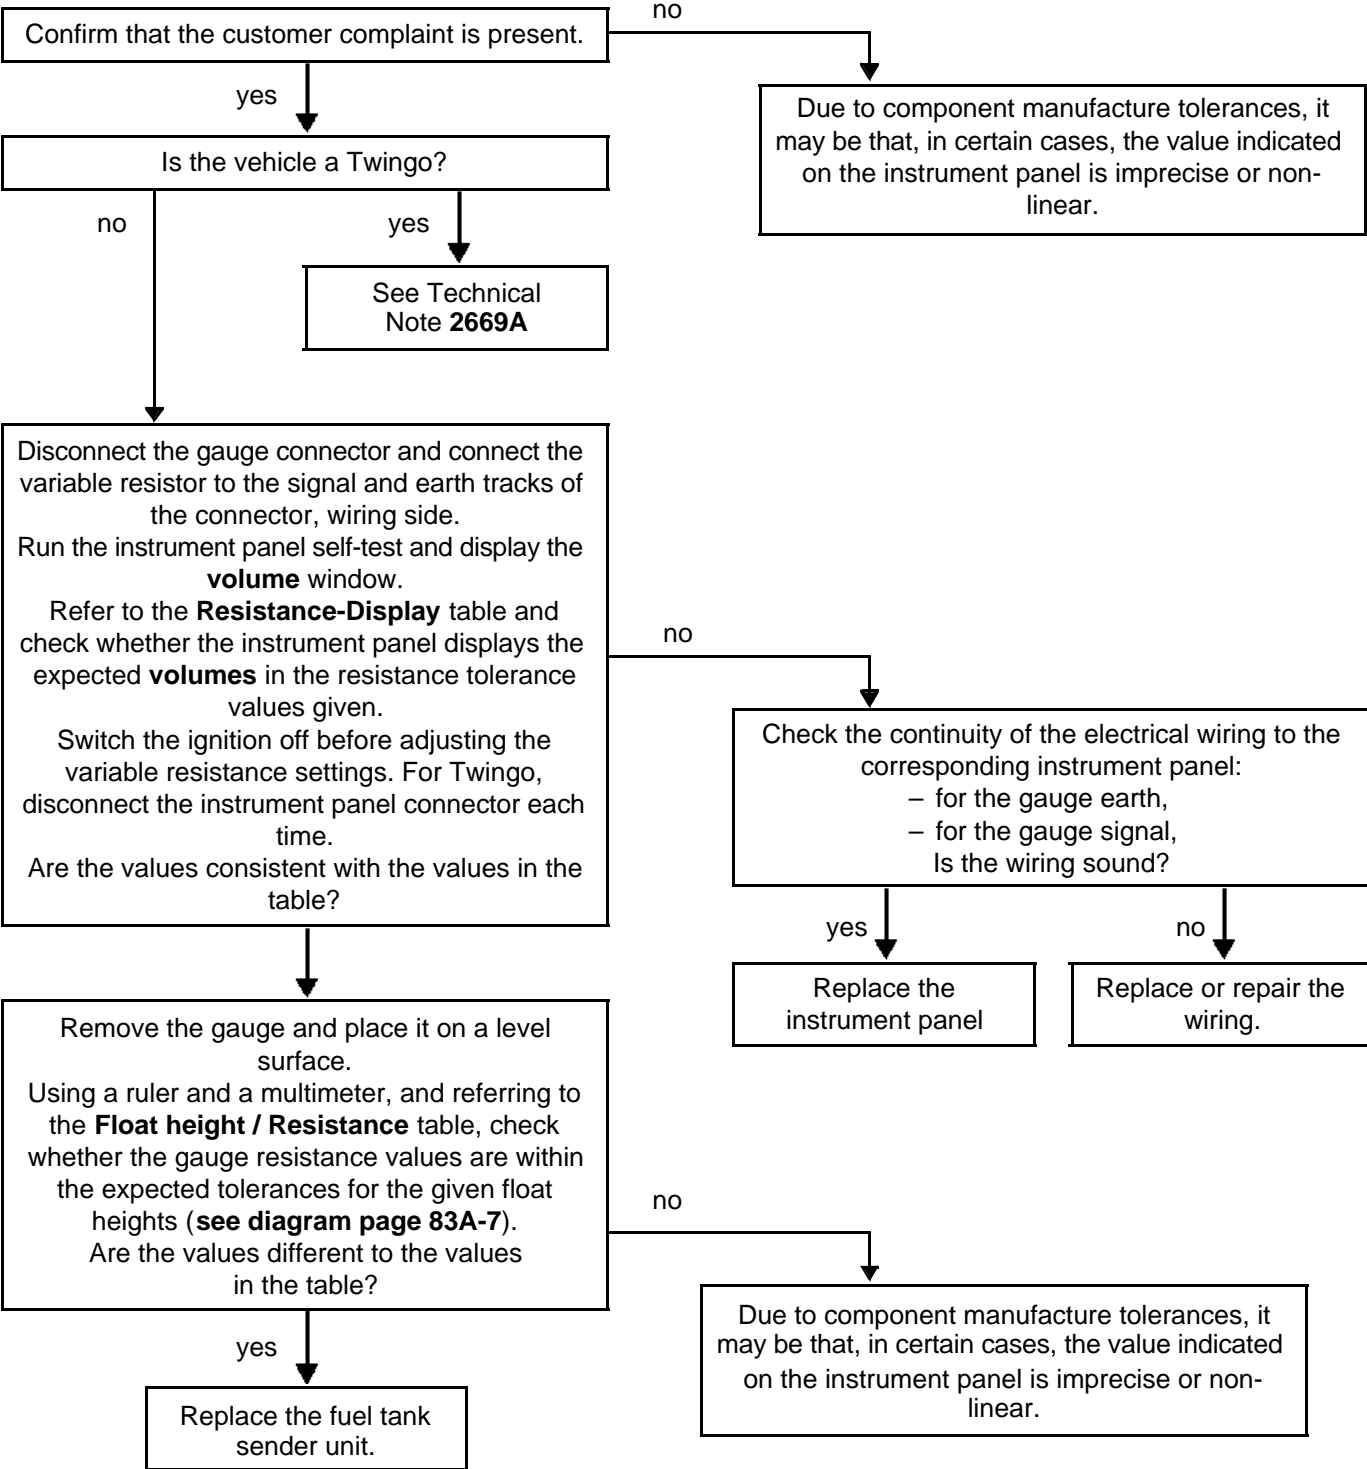 no
Confirm that the customer complaint is present.
yes
Due to component manufacture tolerances, it
may be that, in certain cases, the value indicated
on the instrument panel is imprecise or non-
linear.
Is the vehicle a Twingo?
no
yes
See Technical
Note 2669A
Disconnect the gauge connector and connect the
variable resistor to the signal and earth tracks of
the connector, wiring side.
Run the instrument panel self-test and display the
volume window.
Refer to the Resistance-Display table and
check whether the instrument panel displays the
expected volumes in the resistance tolerance
values given.
Switch the ignition off before adjusting the
variable resistance settings. For Twingo,
disconnect the instrument panel connector each
time.
Are the values consistent with the values in the
table?
no
Check the continuity of the electrical wiring to the
corresponding instrument panel:
– for the gauge earth,
– for the gauge signal,
Is the wiring sound?
yes
no
Replace the
instrument panel
Replace or repair the
wiring.
Remove the gauge and place it on a level
surface.
Using a ruler and a multimeter, and referring to
the Float height / Resistance table, check
whether the gauge resistance values are within
the expected tolerances for the given float
heights (see diagram page 83A-7).
Are the values different to the values
in the table?
no
Due to component manufacture tolerances, it
may be that, in certain cases, the value indicated
on the instrument panel is imprecise or non-
linear.
yes
Replace the fuel tank
sender unit.